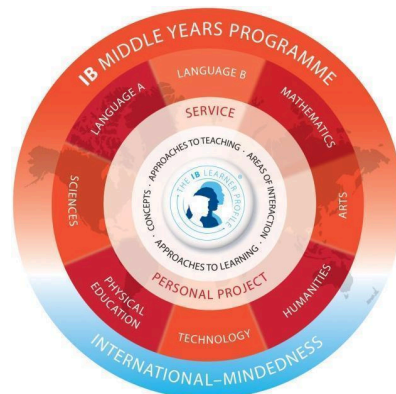 IB MIDDLE YEARS PROGRAMME
LANGUAGE A
LANGUAGE B
MATHEMATICS
SCIENCES
ARTS
PHYSICAL EDUCATION
TECHNOLOGY
HUMANITIES
SERVICE
PERSONAL PROJECT
CONCEPTS · APPROACHES TO TEACHING · AREAS OF INTERACTION · APPROACHES TO LEARNING ·
THE IB LEARNER PROFILE
INTERNATIONAL–MINDEDNESS